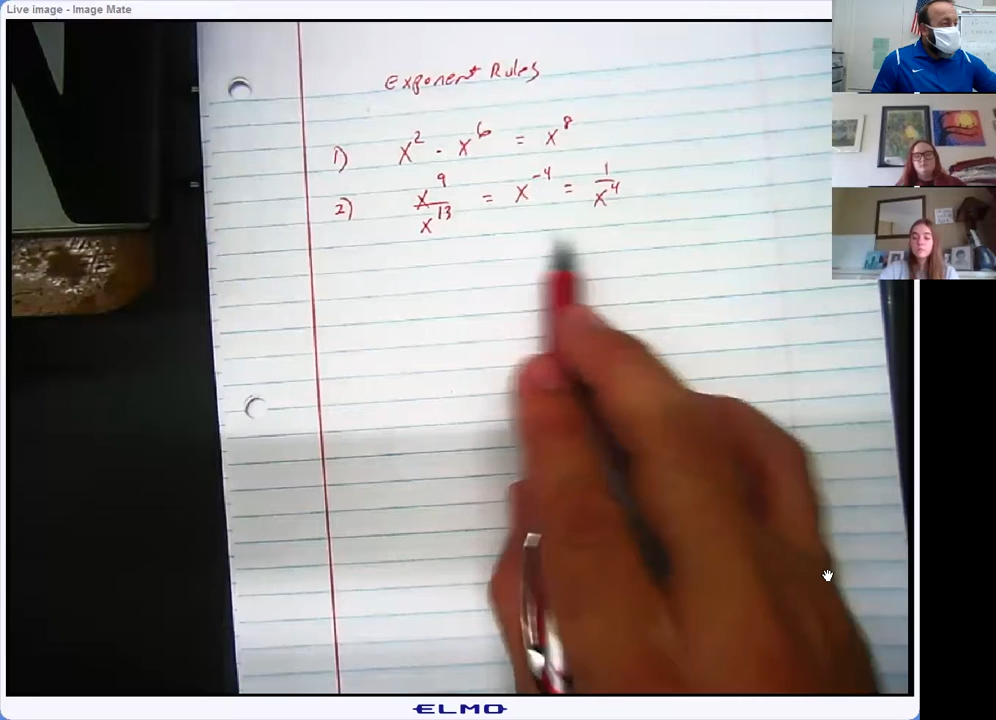 Live image - Image Mate
Exponent Rules
1) x² · x⁶ = x⁸
2) x⁹/x¹³ = x⁻⁴ = 1/x⁴
ELMO